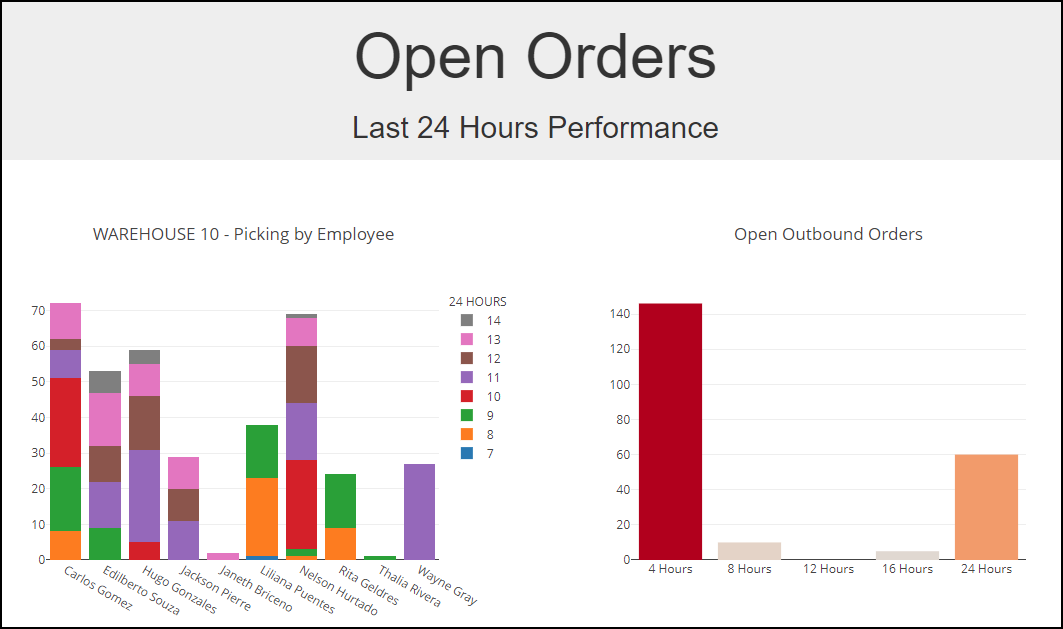 Open Orders
Last 24 Hours Performance
WAREHOUSE 10 - Picking by Employee
70
60
50
40
30
20
10
0
Carlos Gomez
Edilberto Souza
Hugo Gonzales
Jackson Pierre
Janeth Briceno
Liliana Puentes
Nelson Hurtado
Rita Geldres
Thalia Rivera
Wayne Gray
24 HOURS
14
13
12
11
10
9
8
7
Open Outbound Orders
140
120
100
80
60
40
20
0
4 Hours
8 Hours
12 Hours
16 Hours
24 Hours